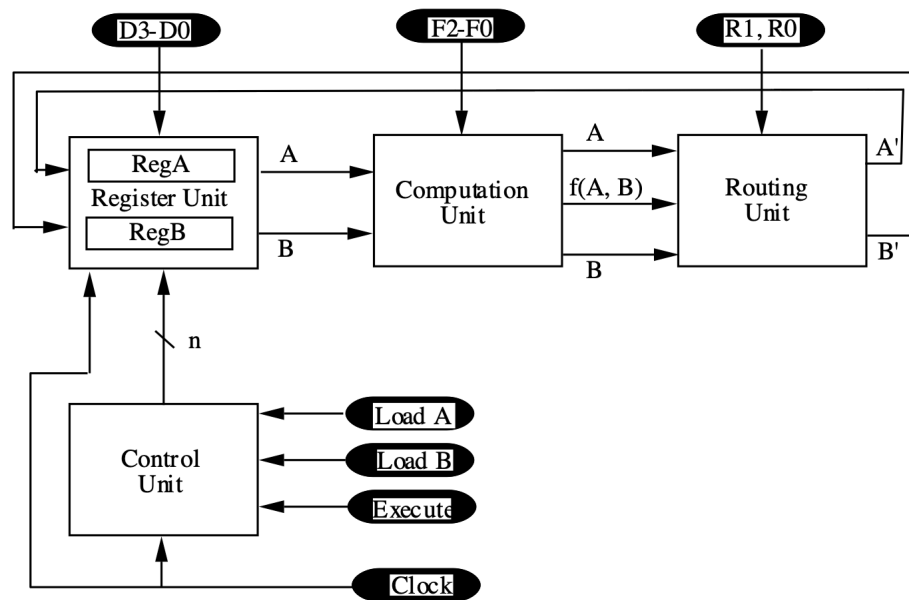 D3-D0
F2-F0
R1, R0
RegA
Register Unit
RegB
A
B
Computation
Unit
A
f(A, B)
B
Routing
Unit
A'
B'
n
Control
Unit
Load A
Load B
Execute
Clock